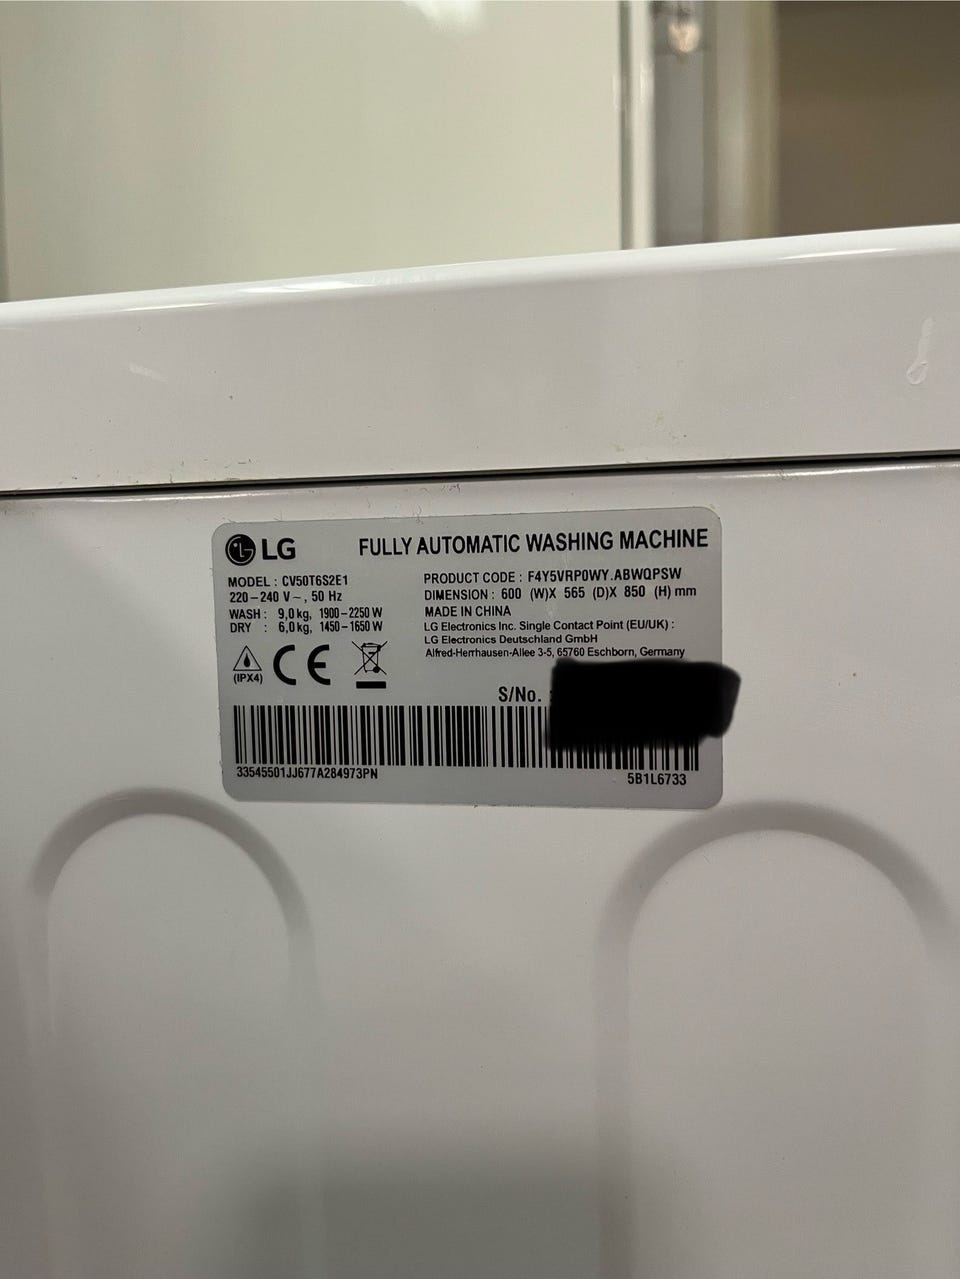 LG
FULLY AUTOMATIC WASHING MACHINE
MODEL : CV50T6S2E1
220-240 V~, 50 Hz
WASH : 9,0 kg, 1900-2250 W
DRY : 6,0 kg, 1450-1650 W
(IPX4)
CE
PRODUCT CODE : F4Y5VRP0WY.ABWQPSW
DIMENSION : 600 (W)X 565 (D)X 850 (H) mm
MADE IN CHINA
LG Electronics Inc. Single Contact Point (EU/UK) :
LG Electronics Deutschland GmbH
Alfred-Herrhausen-Allee 3-5, 65760 Eschborn, Germany
S/No. :
33545501JJ677A284973PN
5B1L6733